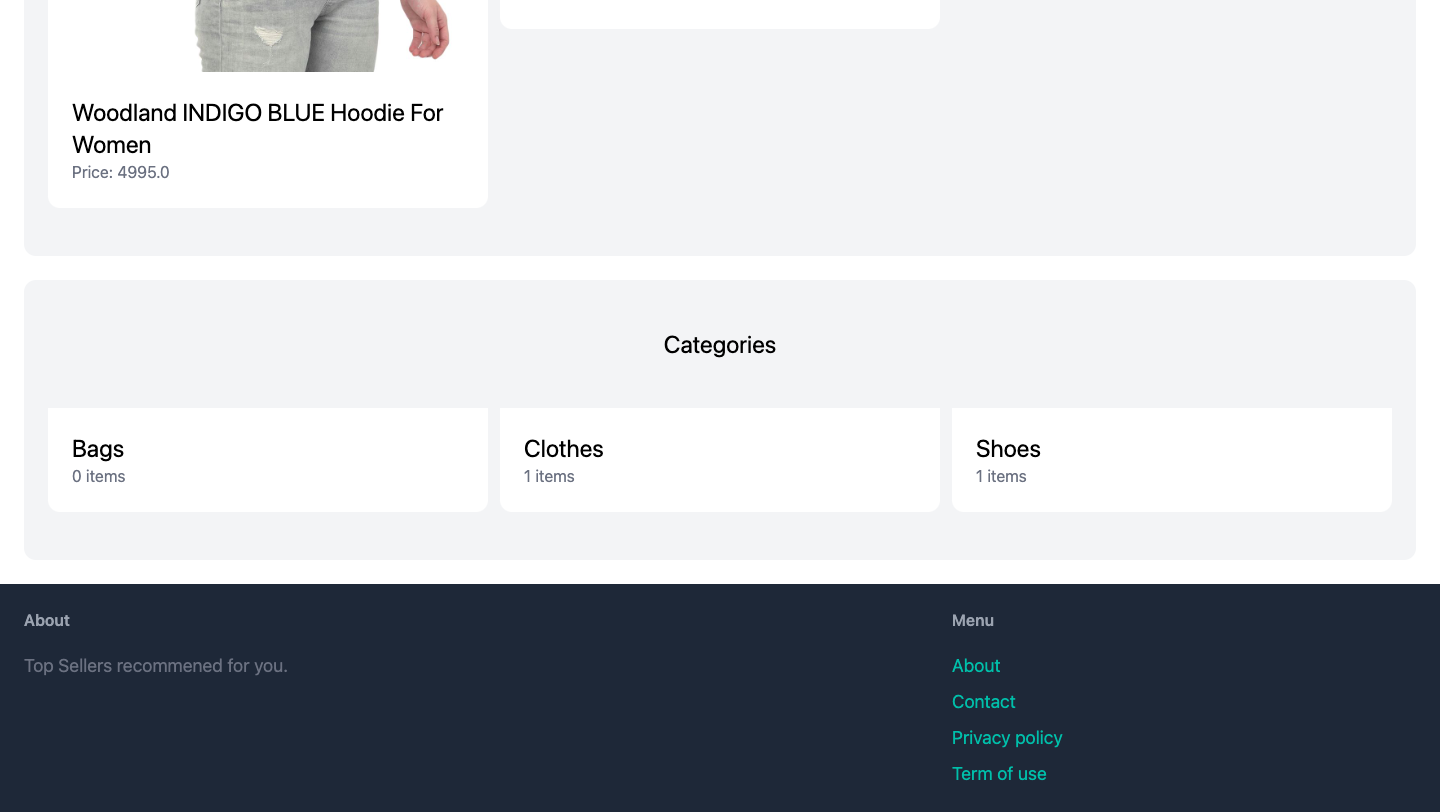 Woodland INDIGO BLUE Hoodie For
Women
Price: 4995.0
Categories
Bags
0 items
Clothes
1 items
Shoes
1 items
About
Top Sellers recommened for you.
Menu
About
Contact
Privacy policy
Term of use